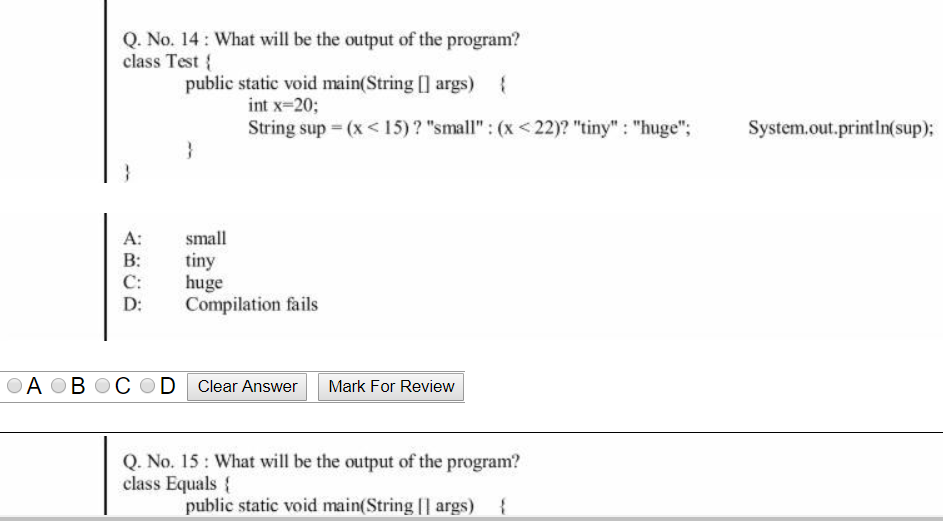 Q. No. 14 : What will be the output of the program?
class Test {
public static void main(String [] args) {
int x=20;
String sup = (x < 15) ? "small" : (x < 22)? "tiny" : "huge"; System.out.println(sup);
}
}
A: small
B: tiny
C: huge
D: Compilation fails
A B C D Clear Answer Mark For Review
Q. No. 15 : What will be the output of the program?
class Equals {
public static void main(String [] args) {